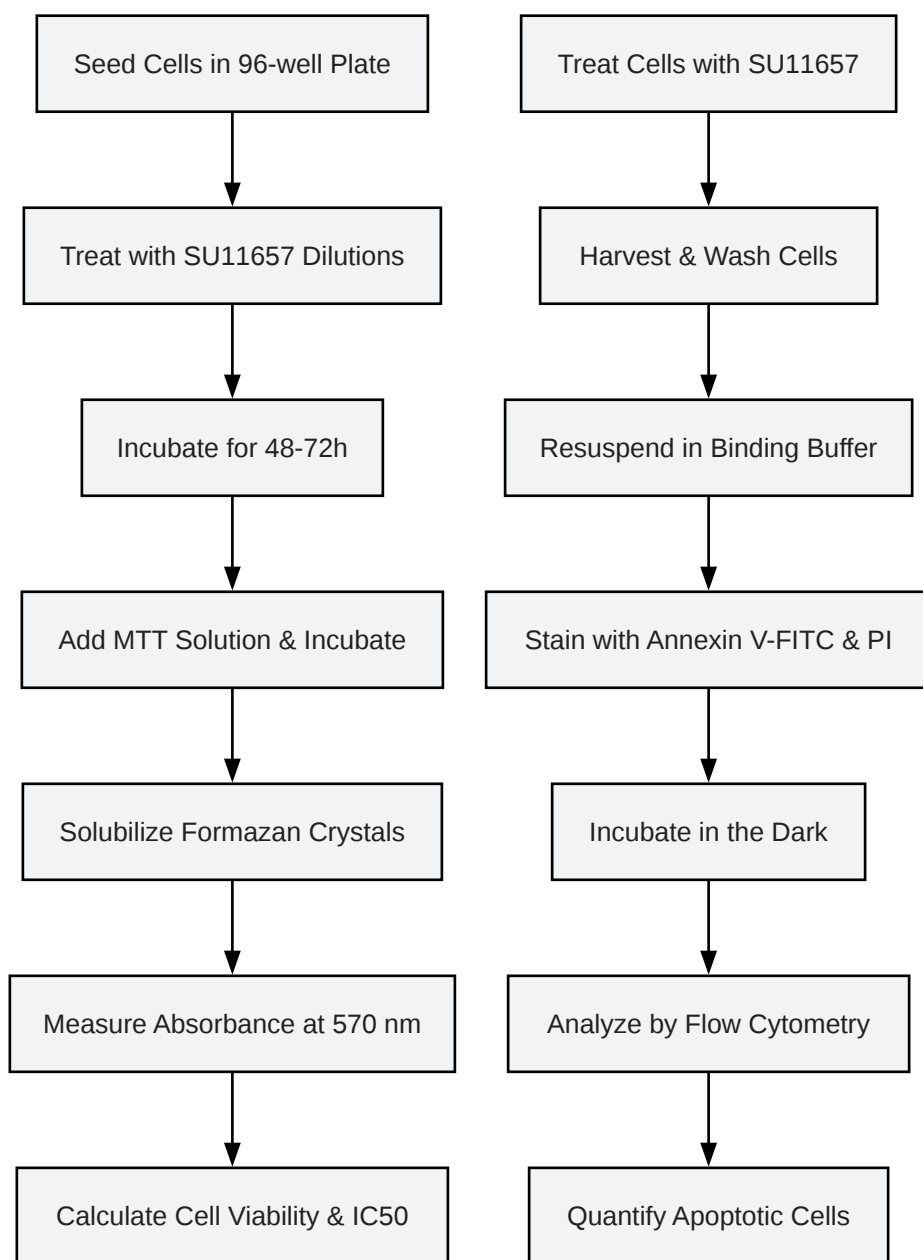 Seed Cells in 96-well Plate
Treat with SU11657 Dilutions
Incubate for 48-72h
Add MTT Solution & Incubate
Solubilize Formazan Crystals
Measure Absorbance at 570 nm
Calculate Cell Viability & IC50
Treat Cells with SU11657
Harvest & Wash Cells
Resuspend in Binding Buffer
Stain with Annexin V-FITC & PI
Incubate in the Dark
Analyze by Flow Cytometry
Quantify Apoptotic Cells